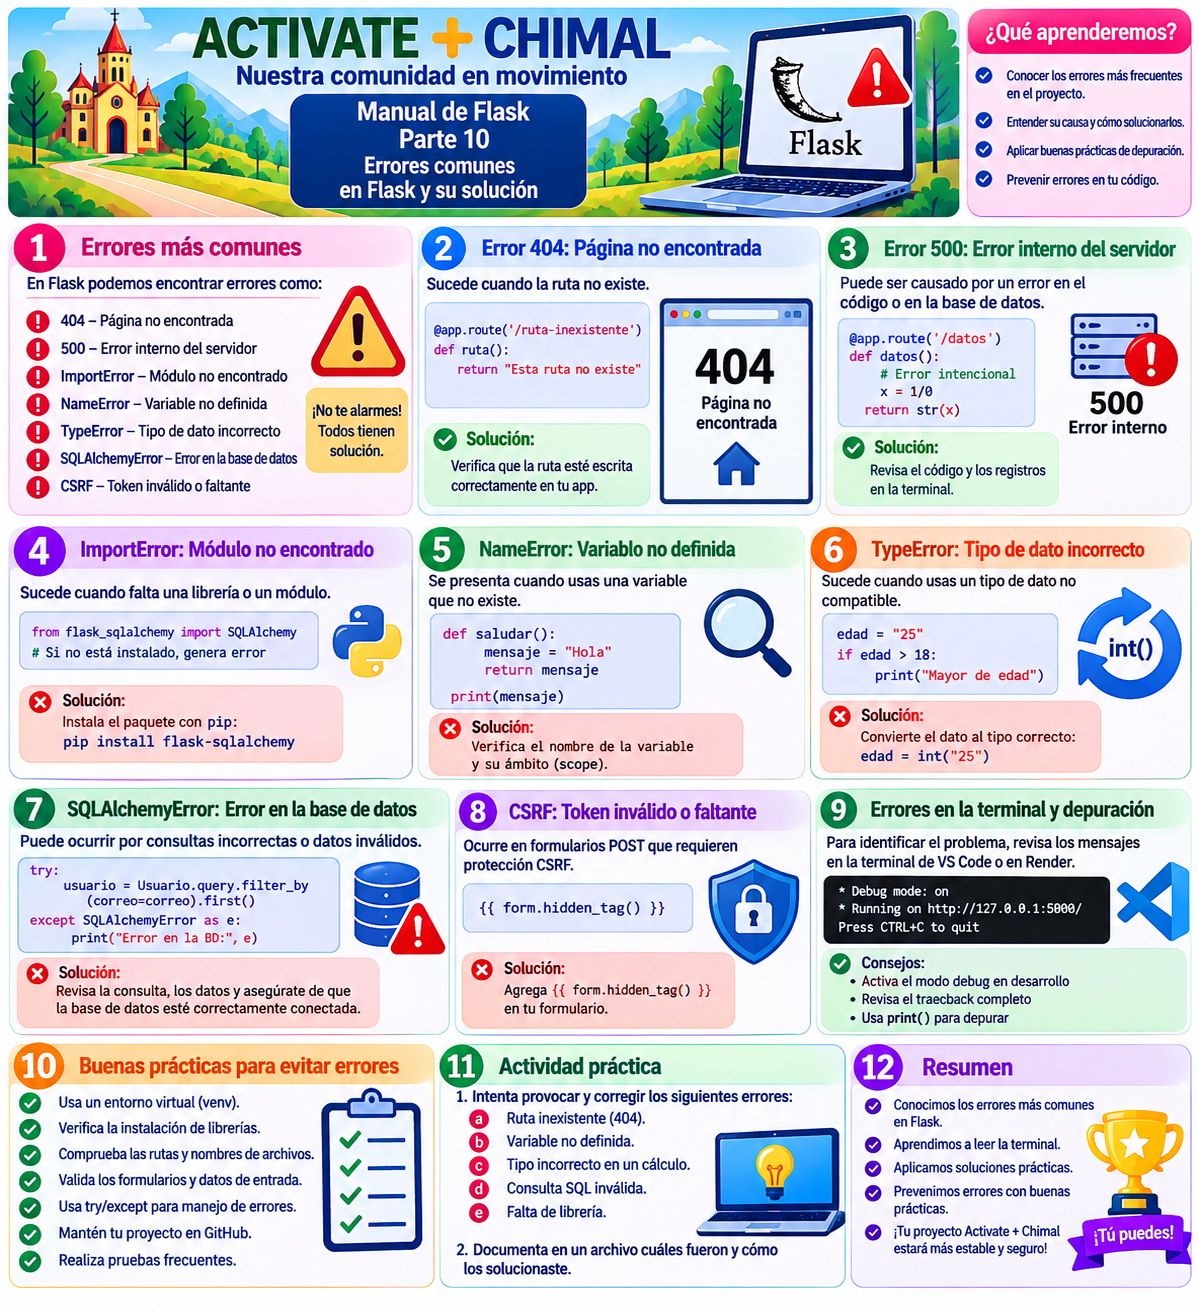 ACTIVATE + CHIMAL
Nuestra comunidad en movimiento
Manual de Flask
Parte 10
Errores comunes
en Flask y su solución
Flask
¿Qué aprenderemos?
Conocer los errores más frecuentes
en el proyecto.
Entender su causa y cómo solucionarlos.
Aplicar buenas prácticas de depuración.
Prevenir errores en tu código.
1 Errores más comunes
En Flask podemos encontrar errores como:
404 – Página no encontrada
500 – Error interno del servidor
ImportError – Módulo no encontrado
NameError – Variable no definida
TypeError – Tipo de dato incorrecto
SQLAlchemyError – Error en la base de datos
CSRF – Token inválido o faltante
¡No te alarmes!
Todos tienen
solución.
2 Error 404: Página no encontrada
Sucede cuando la ruta no existe.
@app.route('/ruta-inexistente')
def ruta():
return "Esta ruta no existe"
Solución:
Verifica que la ruta esté escrita
correctamente en tu app.
404
Página no
encontrada
3 Error 500: Error interno del servidor
Puede ser causado por un error en el
código o en la base de datos.
@app.route('/datos')
def datos():
# Error intencional
x = 1/0
return str(x)
Solución:
Revisa el código y los registros
en la terminal.
500
Error interno
4 ImportError: Módulo no encontrado
Sucede cuando falta una librería o un módulo.
from flask_sqlalchemy import SQLAlchemy
# Si no está instalado, genera error
Solución:
Instala el paquete con pip:
pip install flask-sqlalchemy
5 NameError: Variablo no definida
Se presenta cuando usas una variable
que no existe.
def saludar():
mensaje = "Hola"
return mensaje
print(mensaje)
Solución:
Verifica el nombre de la variable
y su ámbito (scope).
6 TypeError: Tipo de dato incorrecto
Sucede cuando usas un tipo de dato no
compatible.
edad = "25"
if edad > 18:
print("Mayor de edad")
int()
Solución:
Convierte el dato al tipo correcto:
edad = int("25")
7 SQLAlchemyError: Error en la base de datos
Puede ocurrir por consultas incorrectas o datos inválidos.
try:
usuario = Usuario.query.filter_by
(correo=correo).first()
except SQLAlchemyError as e:
print("Error en la BD:", e)
Solución:
Revisa la consulta, los datos y asegúrate de que
la base de datos esté correctamente conectada.
8 CSRF: Token inválido o faltante
Ocurre en formularios POST que requieren
protección CSRF.
{{ form.hidden_tag() }}
Solución:
Agrega {{ form.hidden_tag() }}
en tu formulario.
9 Errores en la terminal y depuración
Para identificar el problema, revisa los mensajes
en la terminal de VS Code o en Render.
* Debug mode: on
* Running on http://127.0.0.1:5000/
Press CTRL+C to quit
Consejos:
• Activa el modo debug en desarrollo
• Revisa el traecback completo
• Usa print() para depurar
10 Buenas prácticas para evitar errores
Usa un entorno virtual (venv).
Verifica la instalación de librerías.
Comprueba las rutas y nombres de archivos.
Valida los formularios y datos de entrada.
Usa try/except para manejo de errores.
Mantén tu proyecto en GitHub.
Realiza pruebas frecuentes.
11 Actividad práctica
1. Intenta provocar y corregir los siguientes errores:
a Ruta inexistente (404).
b Variable no definida.
c Tipo incorrecto en un cálculo.
d Consulta SQL inválida.
e Falta de librería.
2. Documenta en un archivo cuáles fueron y cómo
los solucionaste.
12 Resumen
Conocimos los errores más comunes
en Flask.
Aprendimos a leer la terminal.
Aplicamos soluciones prácticas.
Prevenimos errores con buenas
prácticas.
¡Tu proyecto Activate + Chimal
estará más estable y seguro!
¡Tú puedes!